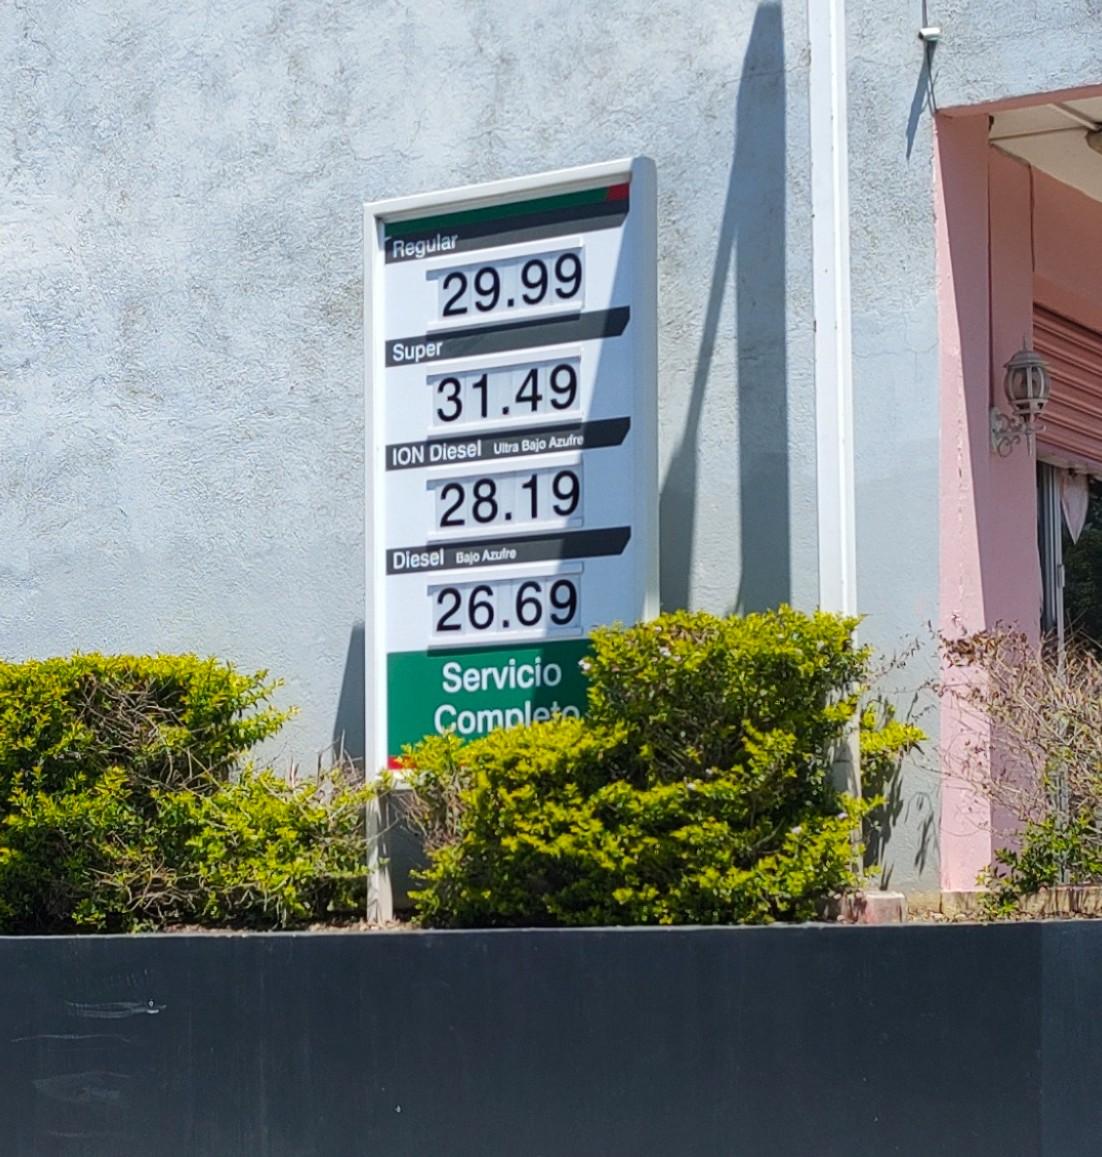 Regular
29.99
Super
31.49
ION Diesel Ultra Bajo Azufre
28.19
Diesel Bajo Azufre
26.69
Servicio
Completo